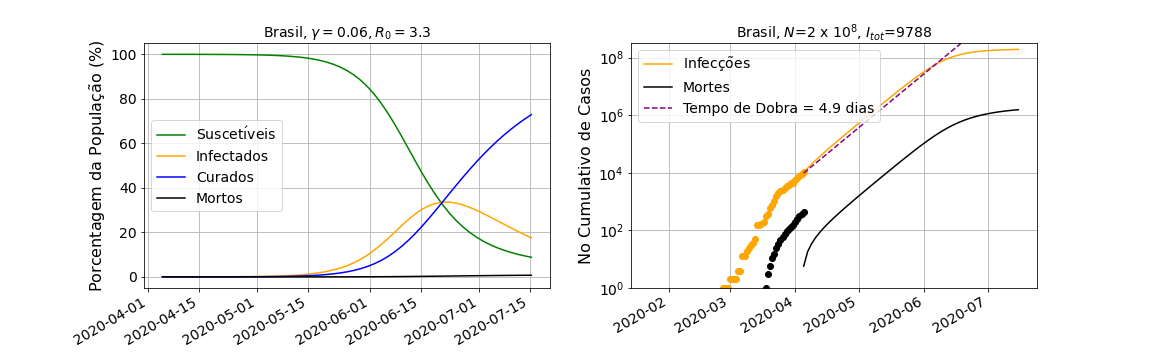 Brasil, γ = 0.06, R₀ = 3.3
Porcentagem da População (%)
100
80
60
40
20
0
Suscetíveis
Infectados
Curados
Mortos
2020-04-01
2020-04-15
2020-05-01
2020-05-15
2020-06-01
2020-06-15
2020-07-01
2020-07-15
Brasil, N=2 x 10⁸, Iₜₒₜ=9788
No Cumulativo de Casos
10⁸
10⁶
10⁴
10²
10⁰
Infecções
Mortes
Tempo de Dobra = 4.9 dias
2020-02
2020-03
2020-04
2020-05
2020-06
2020-07